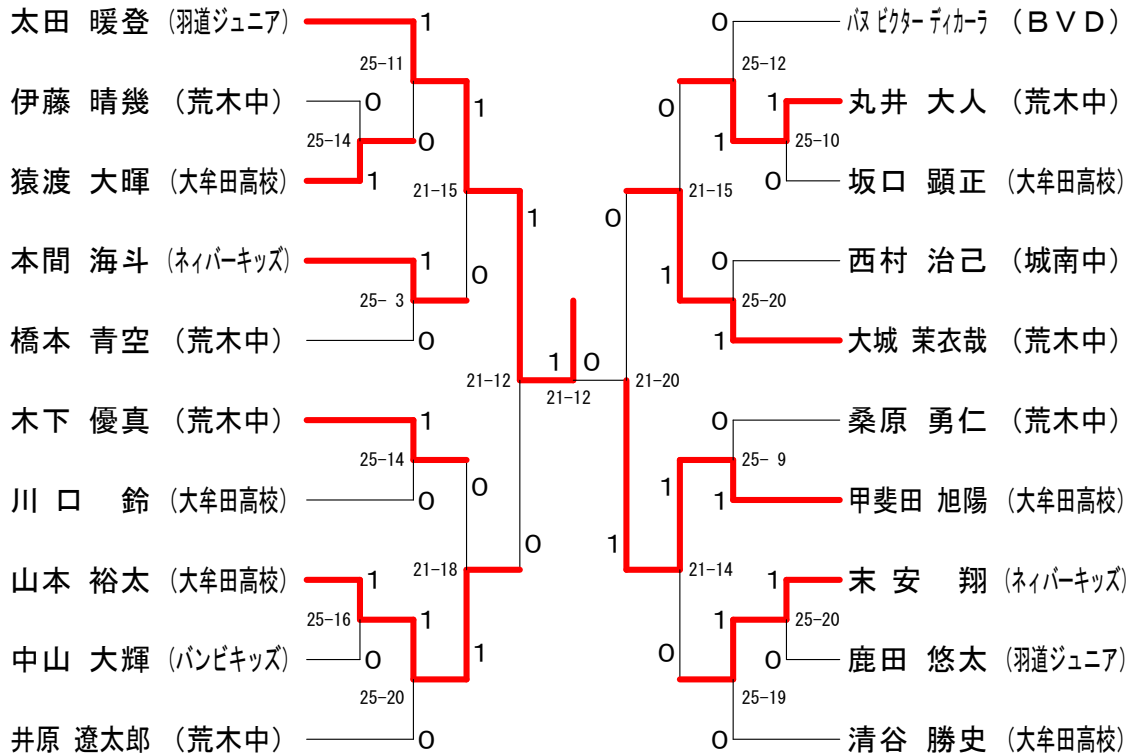 太田 暖登 (羽道ジュニア)
1
25-11
伊藤 晴幾 (荒木中)
0
1
25-14
0
猿渡 大暉 (大牟田高校)
1
21-15
1
本間 海斗 (ネィバーキッズ)
1
0
25- 3
橋本 青空 (荒木中)
0
21-12
木下 優真 (荒木中)
1
25-14
0
川口 鈴 (大牟田高校)
0
0
山本 裕太 (大牟田高校)
1
21-18
25-16
1
中山 大輝 (バンビキッズ)
0
1
25-20
井原 遼太郎 (荒木中)
0
1
0
21-12
0
バヌ ビクター ディカーラ (BVD)
25-12
0
1
丸井 大人 (荒木中)
1
25-10
0
坂口 顕正 (大牟田高校)
21-15
0
0
西村 治己 (城南中)
1
25-20
1
大城 茉衣哉 (荒木中)
21-20
0
桑原 勇仁 (荒木中)
25- 9
1
1
甲斐田 旭陽 (大牟田高校)
1
21-14
1
末安 翔 (ネィバーキッズ)
1
25-20
0
0
鹿田 悠太 (羽道ジュニア)
25-19
0
清谷 勝史 (大牟田高校)